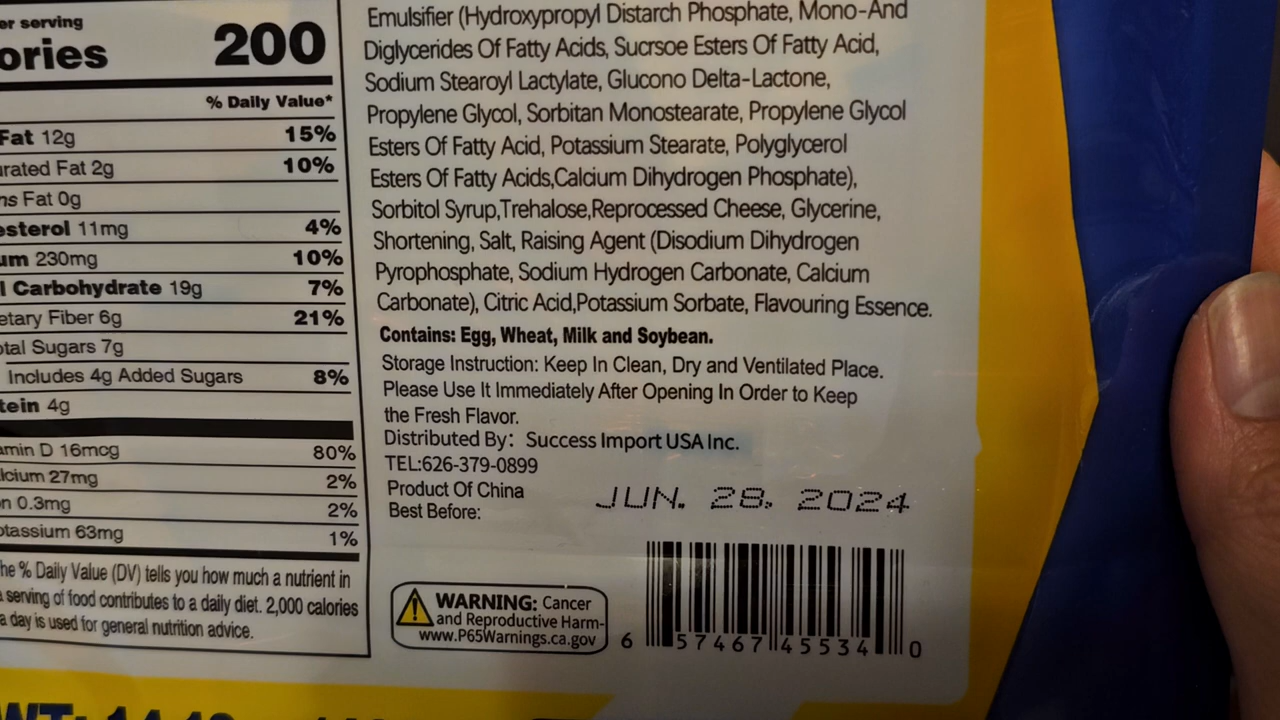 er serving
ories 200
% Daily Value*
Fat 12g 15%
urated Fat 2g 10%
ns Fat 0g
esterol 11mg 4%
um 230mg 10%
l Carbohydrate 19g 7%
etary Fiber 6g 21%
otal Sugars 7g
Includes 4g Added Sugars 8%
tein 4g
amin D 16mcg 80%
lcium 27mg 2%
on 0.3mg 2%
otassium 63mg 1%
he % Daily Value (DV) tells you how much a nutrient in
a serving of food contributes to a daily diet. 2,000 calories
a day is used for general nutrition advice.
Emulsifier (Hydroxypropyl Distarch Phosphate, Mono-And
Diglycerides Of Fatty Acids, Sucrsoe Esters Of Fatty Acid,
Sodium Stearoyl Lactylate, Glucono Delta-Lactone,
Propylene Glycol, Sorbitan Monostearate, Propylene Glycol
Esters Of Fatty Acid, Potassium Stearate, Polyglycerol
Esters Of Fatty Acids,Calcium Dihydrogen Phosphate),
Sorbitol Syrup,Trehalose,Reprocessed Cheese, Glycerine,
Shortening, Salt, Raising Agent (Disodium Dihydrogen
Pyrophosphate, Sodium Hydrogen Carbonate, Calcium
Carbonate), Citric Acid,Potassium Sorbate, Flavouring Essence.
Contains: Egg, Wheat, Milk and Soybean.
Storage Instruction: Keep In Clean, Dry and Ventilated Place.
Please Use It Immediately After Opening In Order to Keep
the Fresh Flavor.
Distributed By: Success Import USA Inc.
TEL:626-379-0899
Product Of China
Best Before: JUN. 28. 2024
WARNING: Cancer
and Reproductive Harm-
www.P65Warnings.ca.gov
6 57467 45534 0